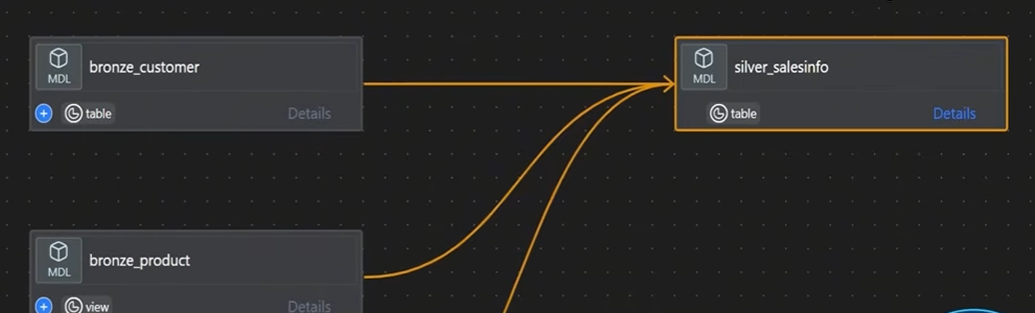 bronze_customer
MDL
table
Details
silver_salesinfo
MDL
table
Details
bronze_product
MDL
view
Details